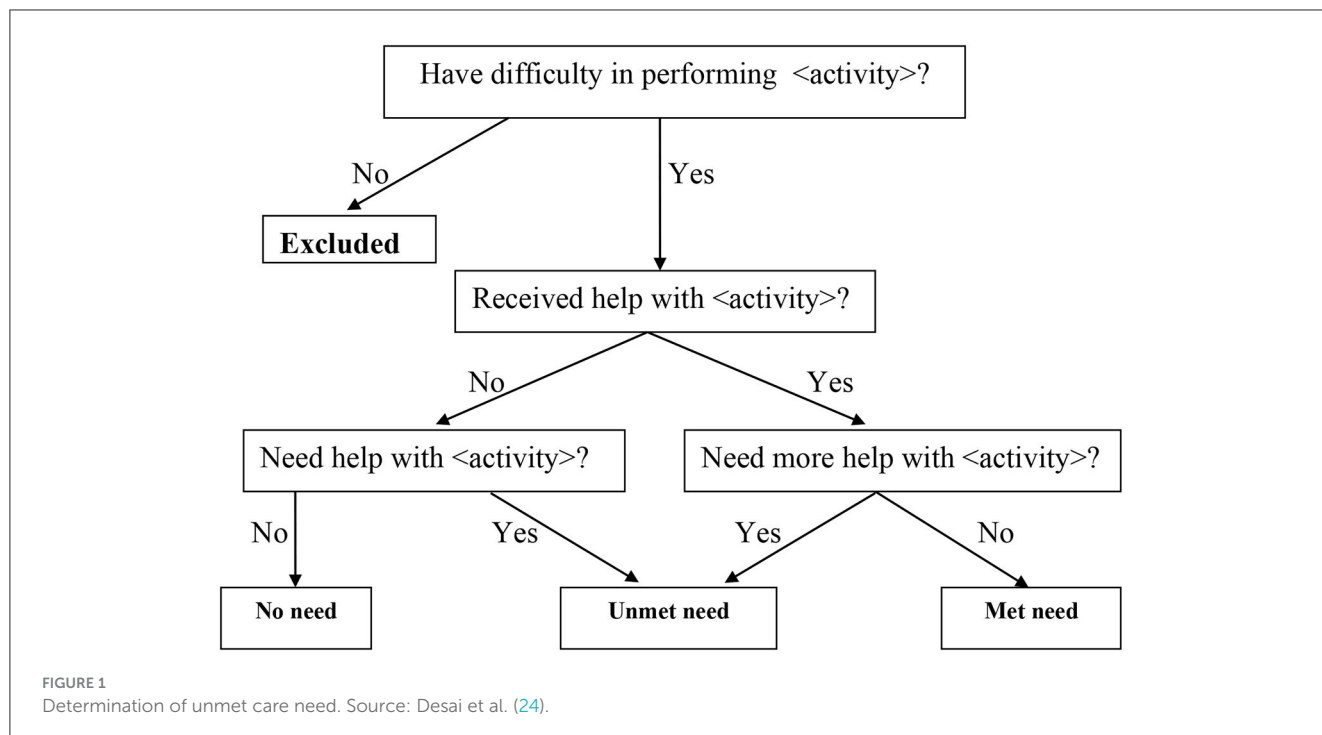 Have difficulty in performing <activity>?
No
Yes
Excluded
Received help with <activity>?
No
Yes
Need help with <activity>?
Need more help with <activity>?
No
Yes
Yes
No
No need
Unmet need
Met need
FIGURE 1
Determination of unmet care need. Source: Desai et al. (24).